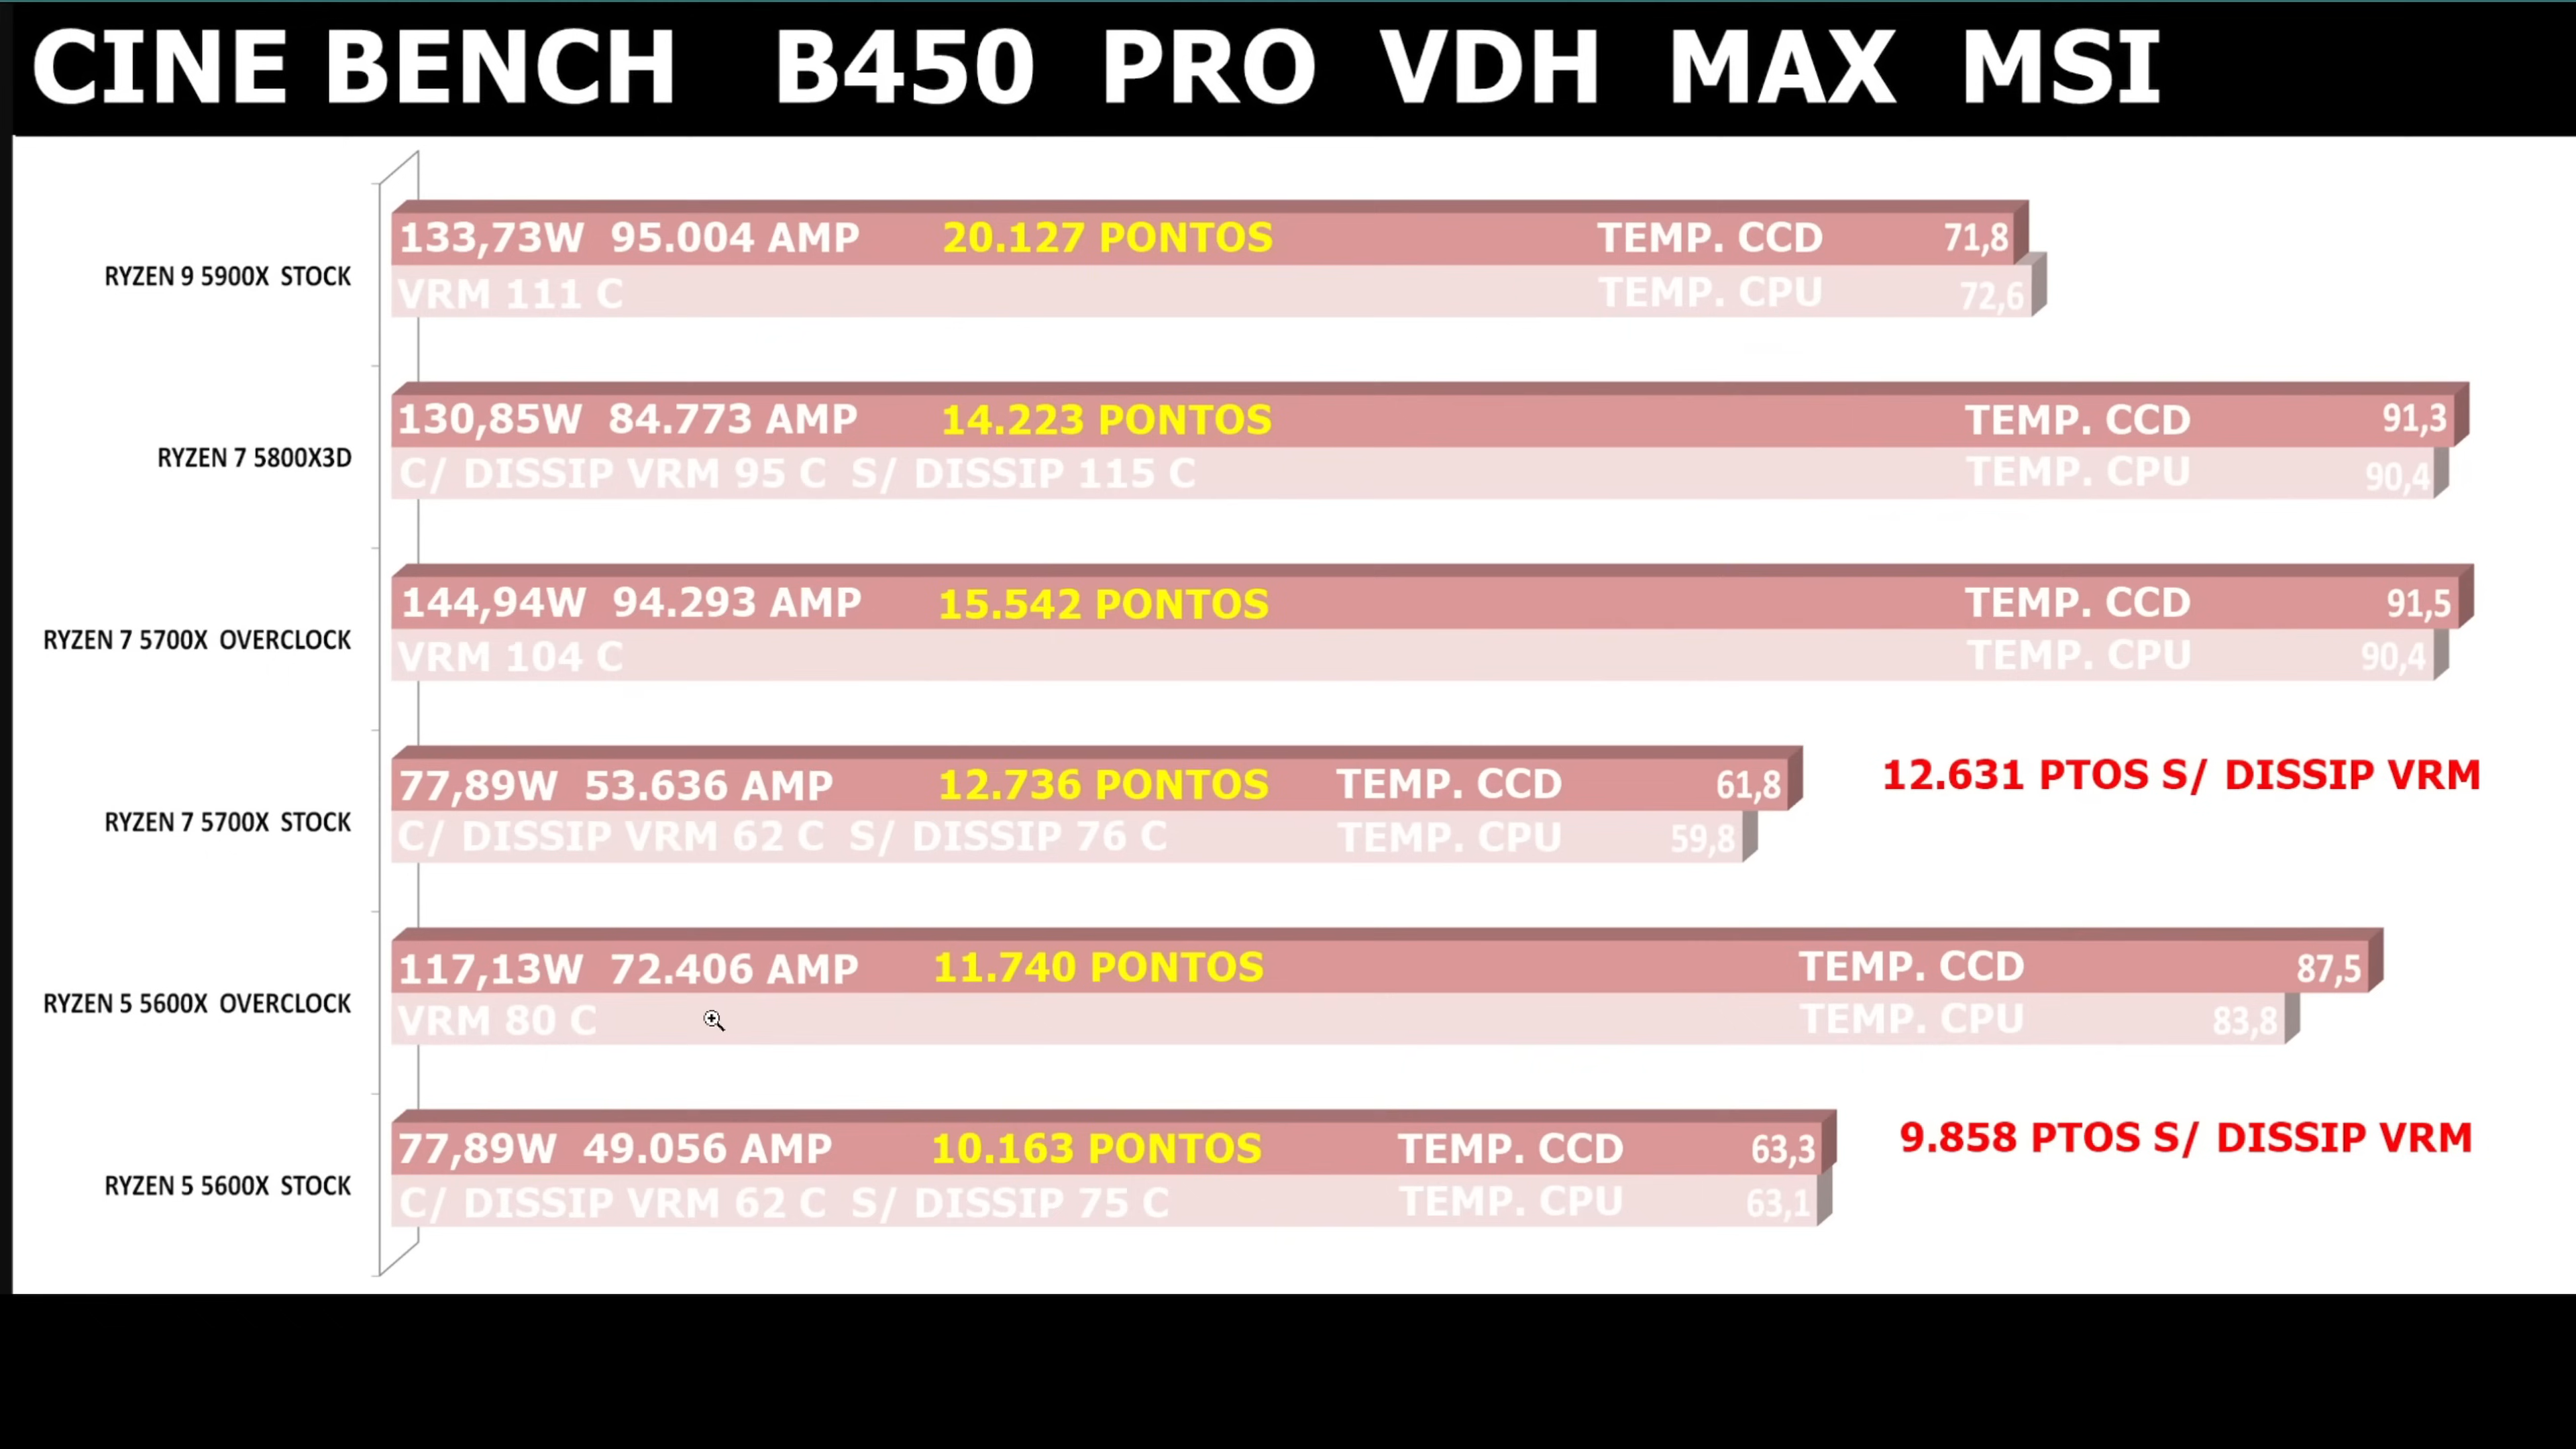 CINE BENCH B450 PRO VDH MAX MSI
RYZEN 9 5900X STOCK
133,73W 95.004 AMP 20.127 PONTOS TEMP. CCD 71,8
VRM 111 C TEMP. CPU 72,6
RYZEN 7 5800X3D
130,85W 84.773 AMP 14.223 PONTOS TEMP. CCD 91,3
C/ DISSIP VRM 95 C S/ DISSIP 115 C TEMP. CPU 90,4
RYZEN 7 5700X OVERCLOCK
144,94W 94.293 AMP 15.542 PONTOS TEMP. CCD 91,5
VRM 104 C TEMP. CPU 90,4
RYZEN 7 5700X STOCK
77,89W 53.636 AMP 12.736 PONTOS TEMP. CCD 61,8 12.631 PTOS S/ DISSIP VRM
C/ DISSIP VRM 62 C S/ DISSIP 76 C TEMP. CPU 59,8
RYZEN 5 5600X OVERCLOCK
117,13W 72.406 AMP 11.740 PONTOS TEMP. CCD 87,5
VRM 80 C TEMP. CPU 83,8
RYZEN 5 5600X STOCK
77,89W 49.056 AMP 10.163 PONTOS TEMP. CCD 63,3 9.858 PTOS S/ DISSIP VRM
C/ DISSIP VRM 62 C S/ DISSIP 75 C TEMP. CPU 63,1